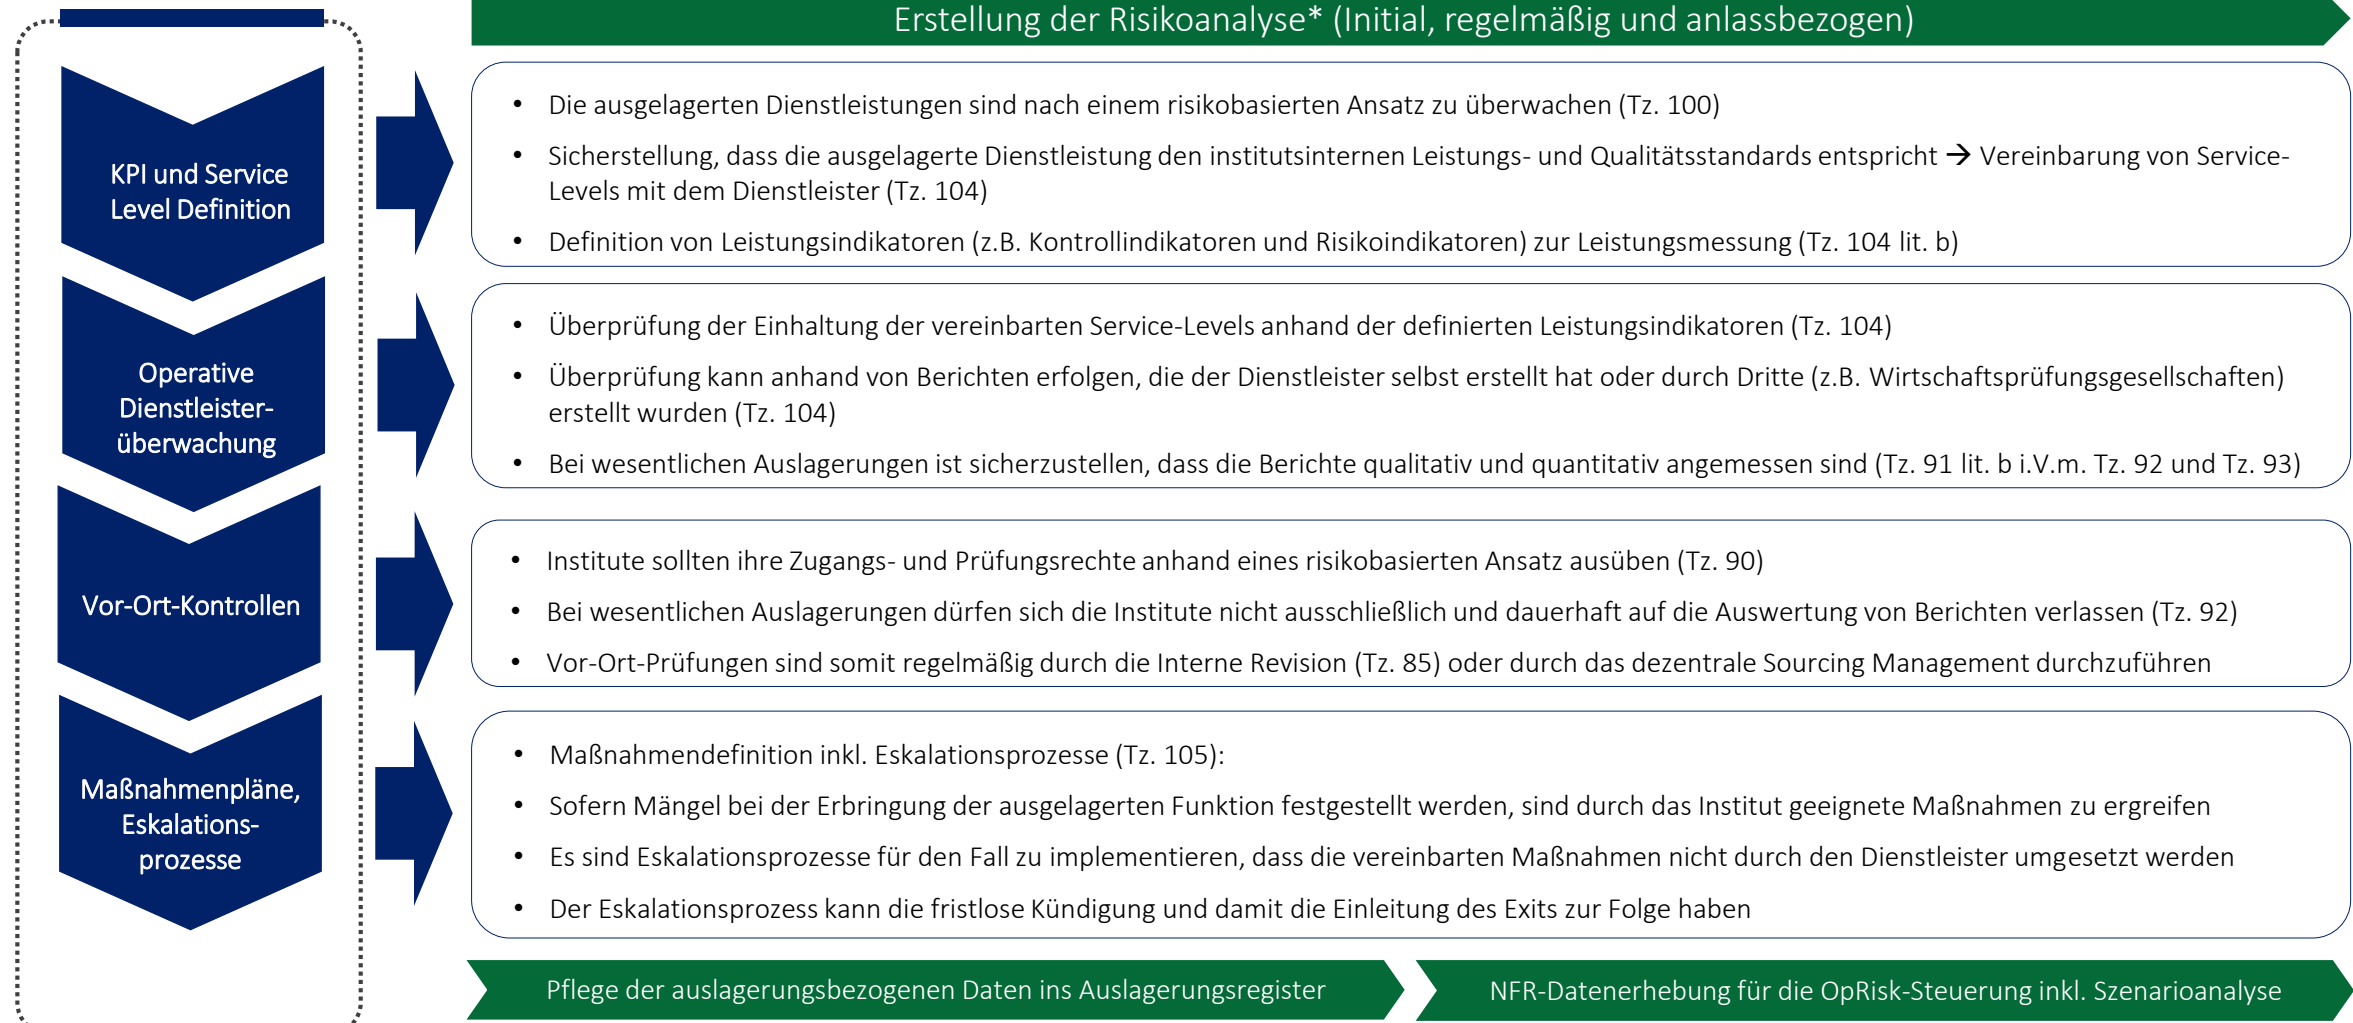 Erstellung der Risikoanalyse* (Initial, regelmäßig und anlassbezogen)
KPI und Service
Level Definition
• Die ausgelagerten Dienstleistungen sind nach einem risikobasierten Ansatz zu überwachen (Tz. 100)
• Sicherstellung, dass die ausgelagerte Dienstleistung den institutsinternen Leistungs- und Qualitätsstandards entspricht → Vereinbarung von Service-
Levels mit dem Dienstleister (Tz. 104)
• Definition von Leistungsindikatoren (z.B. Kontrollindikatoren und Risikoindikatoren) zur Leistungsmessung (Tz. 104 lit. b)
Operative
Dienstleister-
überwachung
• Überprüfung der Einhaltung der vereinbarten Service-Levels anhand der definierten Leistungsindikatoren (Tz. 104)
• Überprüfung kann anhand von Berichten erfolgen, die der Dienstleister selbst erstellt hat oder durch Dritte (z.B. Wirtschaftsprüfungsgesellschaften)
erstellt wurden (Tz. 104)
• Bei wesentlichen Auslagerungen ist sicherzustellen, dass die Berichte qualitativ und quantitativ angemessen sind (Tz. 91 lit. b i.V.m. Tz. 92 und Tz. 93)
Vor-Ort-Kontrollen
• Institute sollten ihre Zugangs- und Prüfungsrechte anhand eines risikobasierten Ansatz ausüben (Tz. 90)
• Bei wesentlichen Auslagerungen dürfen sich die Institute nicht ausschließlich und dauerhaft auf die Auswertung von Berichten verlassen (Tz. 92)
• Vor-Ort-Prüfungen sind somit regelmäßig durch die Interne Revision (Tz. 85) oder durch das dezentrale Sourcing Management durchzuführen
Maßnahmenpläne,
Eskalations-
prozesse
• Maßnahmendefinition inkl. Eskalationsprozesse (Tz. 105):
• Sofern Mängel bei der Erbringung der ausgelagerten Funktion festgestellt werden, sind durch das Institut geeignete Maßnahmen zu ergreifen
• Es sind Eskalationsprozesse für den Fall zu implementieren, dass die vereinbarten Maßnahmen nicht durch den Dienstleister umgesetzt werden
• Der Eskalationsprozess kann die fristlose Kündigung und damit die Einleitung des Exits zur Folge haben
Pflege der auslagerungsbezogenen Daten ins Auslagerungsregister
NFR-Datenerhebung für die OpRisk-Steuerung inkl. Szenarioanalyse